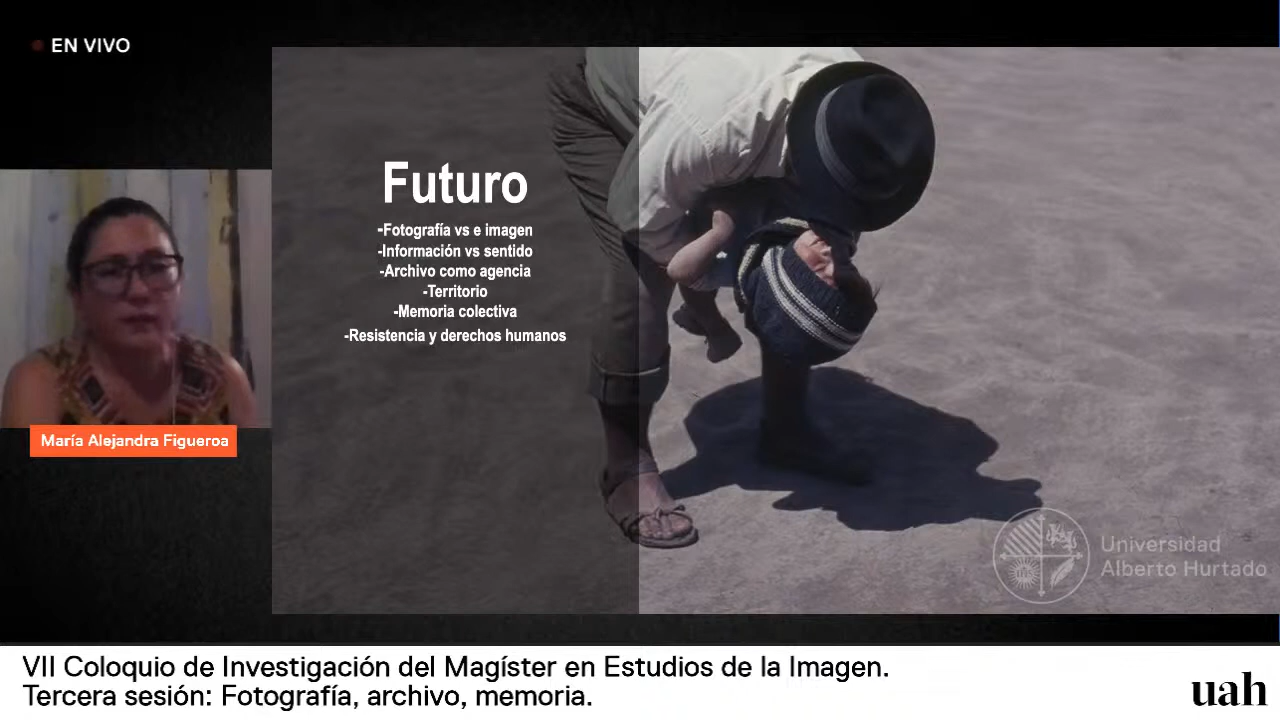 EN VIVO
Futuro
-Fotografía vs e imagen
-Información vs sentido
-Archivo como agencia
-Territorio
-Memoria colectiva
-Resistencia y derechos humanos
María Alejandra Figueroa
Universidad
Alberto Hurtado
VII Coloquio de Investigación del Magíster en Estudios de la Imagen.
Tercera sesión: Fotografía, archivo, memoria.
uah